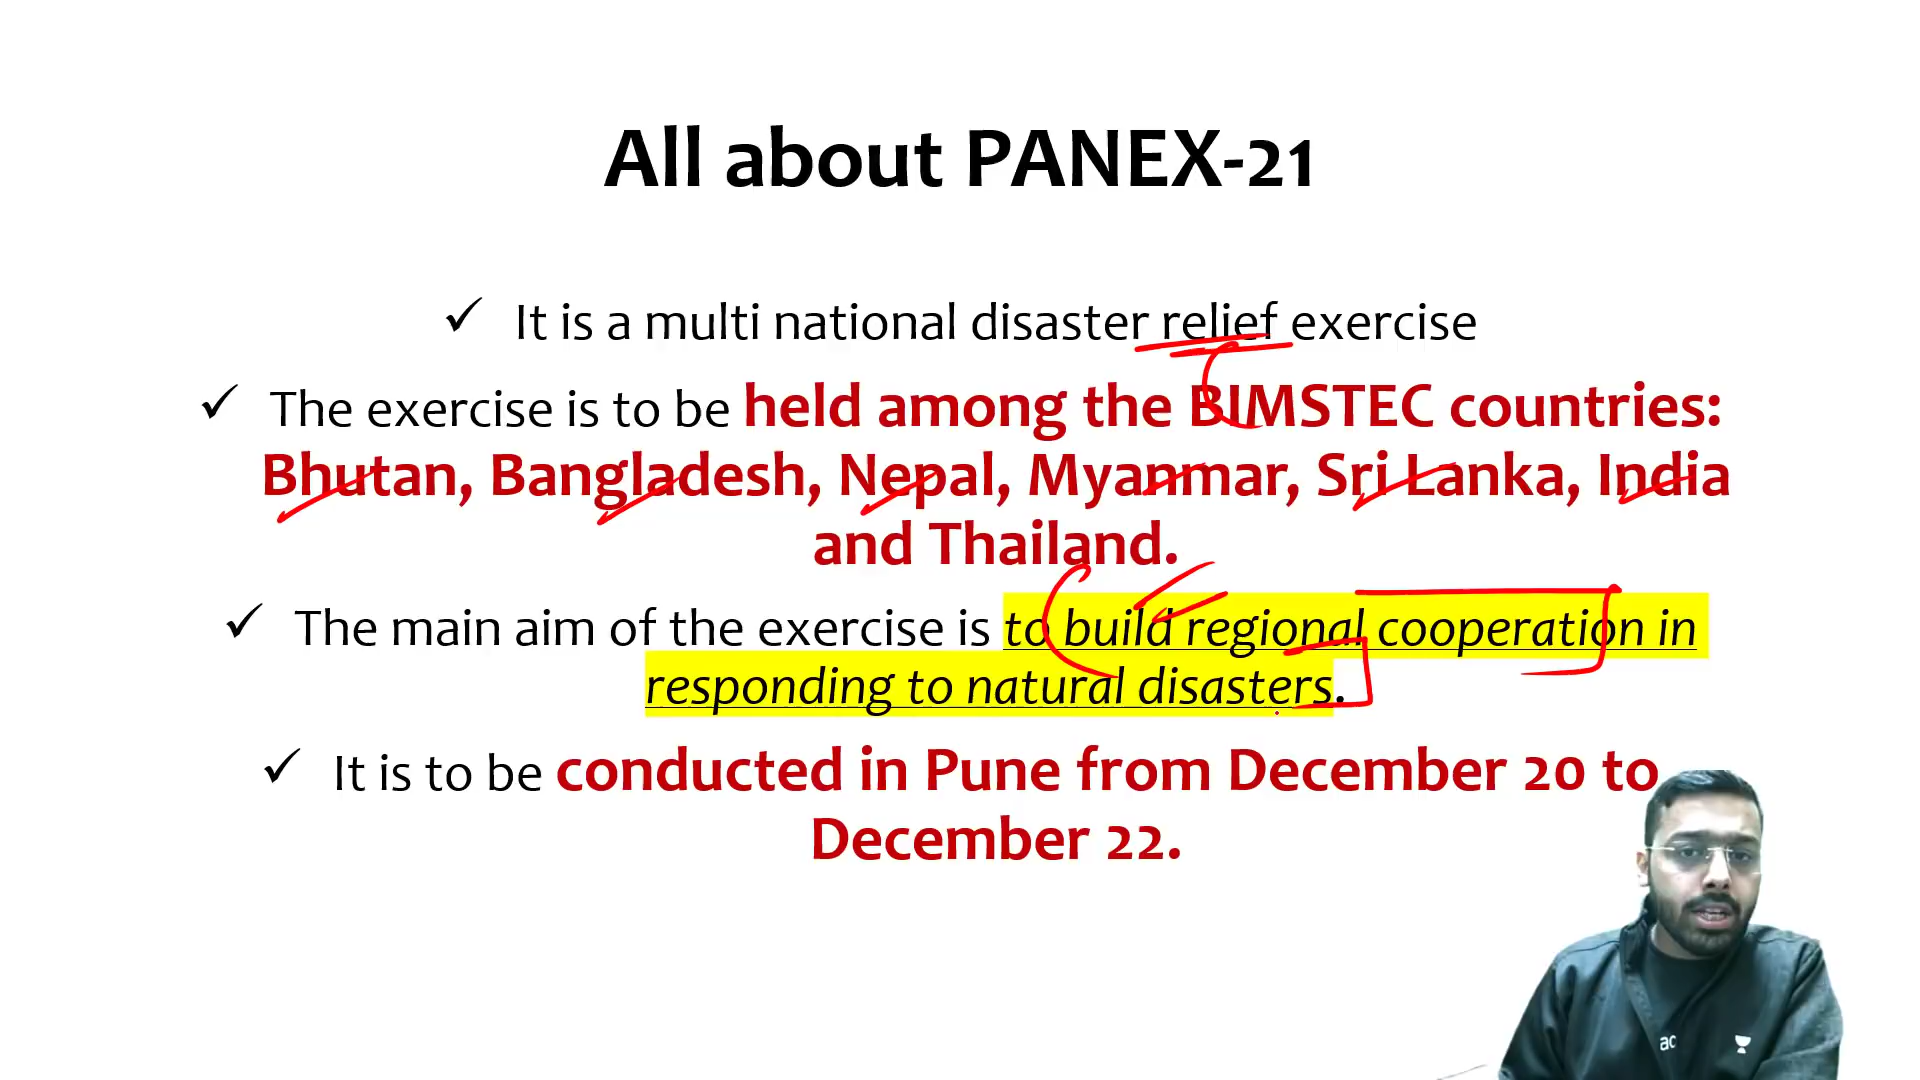 All about PANEX-21
✓ It is a multi national disaster relief exercise
✓ The exercise is to be held among the BIMSTEC countries:
Bhutan, Bangladesh, Nepal, Myanmar, Sri Lanka, India
and Thailand.
✓ The main aim of the exercise is to build regional cooperation in
responding to natural disasters.
✓ It is to be conducted in Pune from December 20 to
December 22.
ac